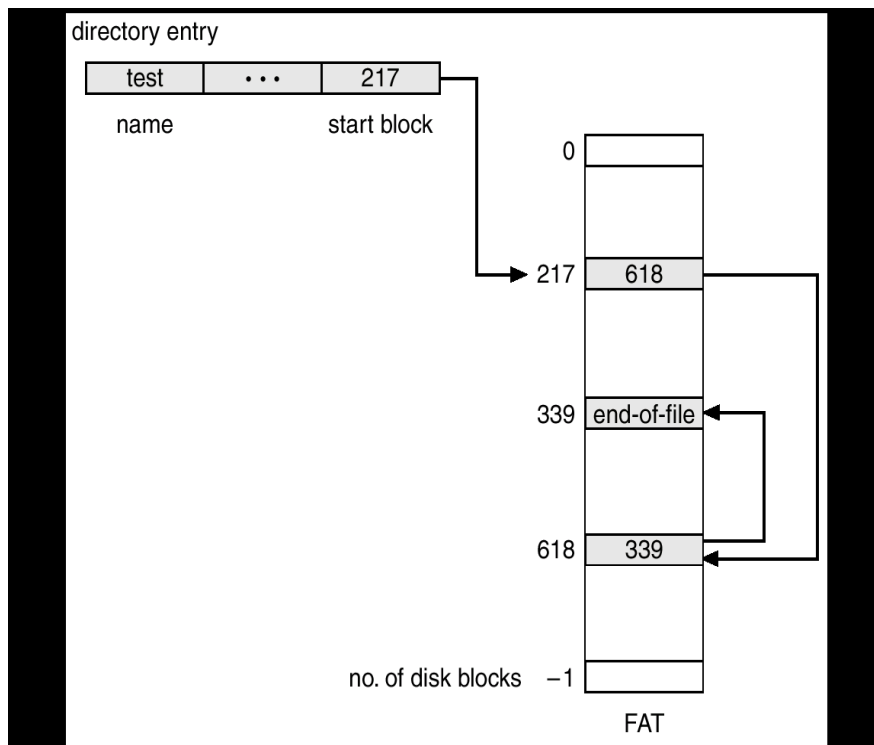 directory entry
test ··· 217
name start block
0
217 618
339 end-of-file
618 339
no. of disk blocks –1
FAT